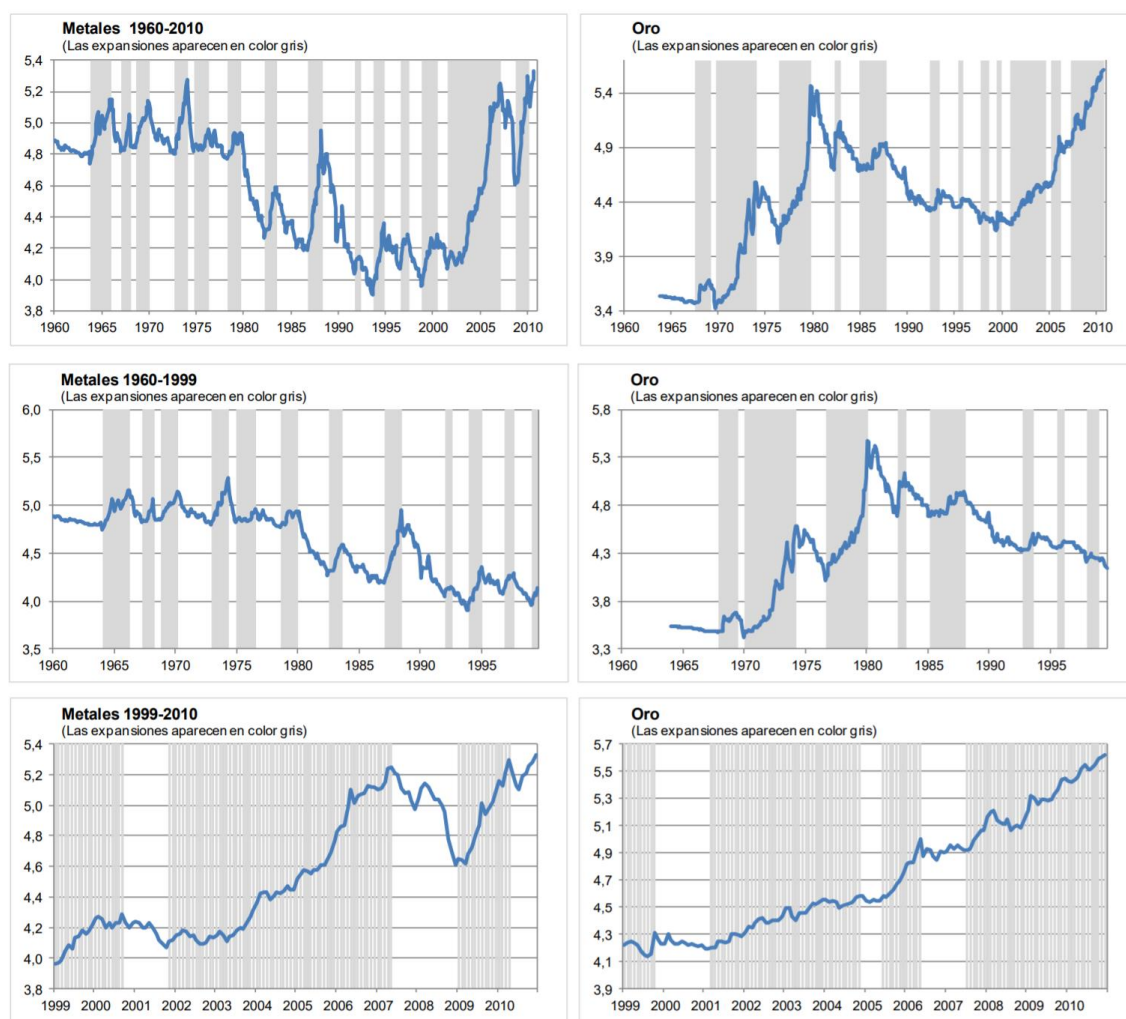 Metales 1960-2010
(Las expansiones aparecen en color gris)
5,4
5,2
5,0
4,8
4,6
4,4
4,2
4,0
3,8
1960 1965 1970 1975 1980 1985 1990 1995 2000 2005 2010
Oro
(Las expansiones aparecen en color gris)
5,4
4,9
4,4
3,9
3,4
1960 1965 1970 1975 1980 1985 1990 1995 2000 2005 2010
Metales 1960-1999
(Las expansiones aparecen en color gris)
6,0
5,5
5,0
4,5
4,0
3,5
1960 1965 1970 1975 1980 1985 1990 1995
Oro
(Las expansiones aparecen en color gris)
5,8
5,3
4,8
4,3
3,8
3,3
1960 1965 1970 1975 1980 1985 1990 1995
Metales 1999-2010
(Las expansiones aparecen en color gris)
5,4
5,2
5,0
4,8
4,6
4,4
4,2
4,0
3,8
1999 2000 2001 2002 2003 2004 2005 2006 2007 2008 2009 2010
Oro
(Las expansiones aparecen en color gris)
5,7
5,5
5,3
5,1
4,9
4,7
4,5
4,3
4,1
3,9
1999 2000 2001 2002 2003 2004 2005 2006 2007 2008 2009 2010